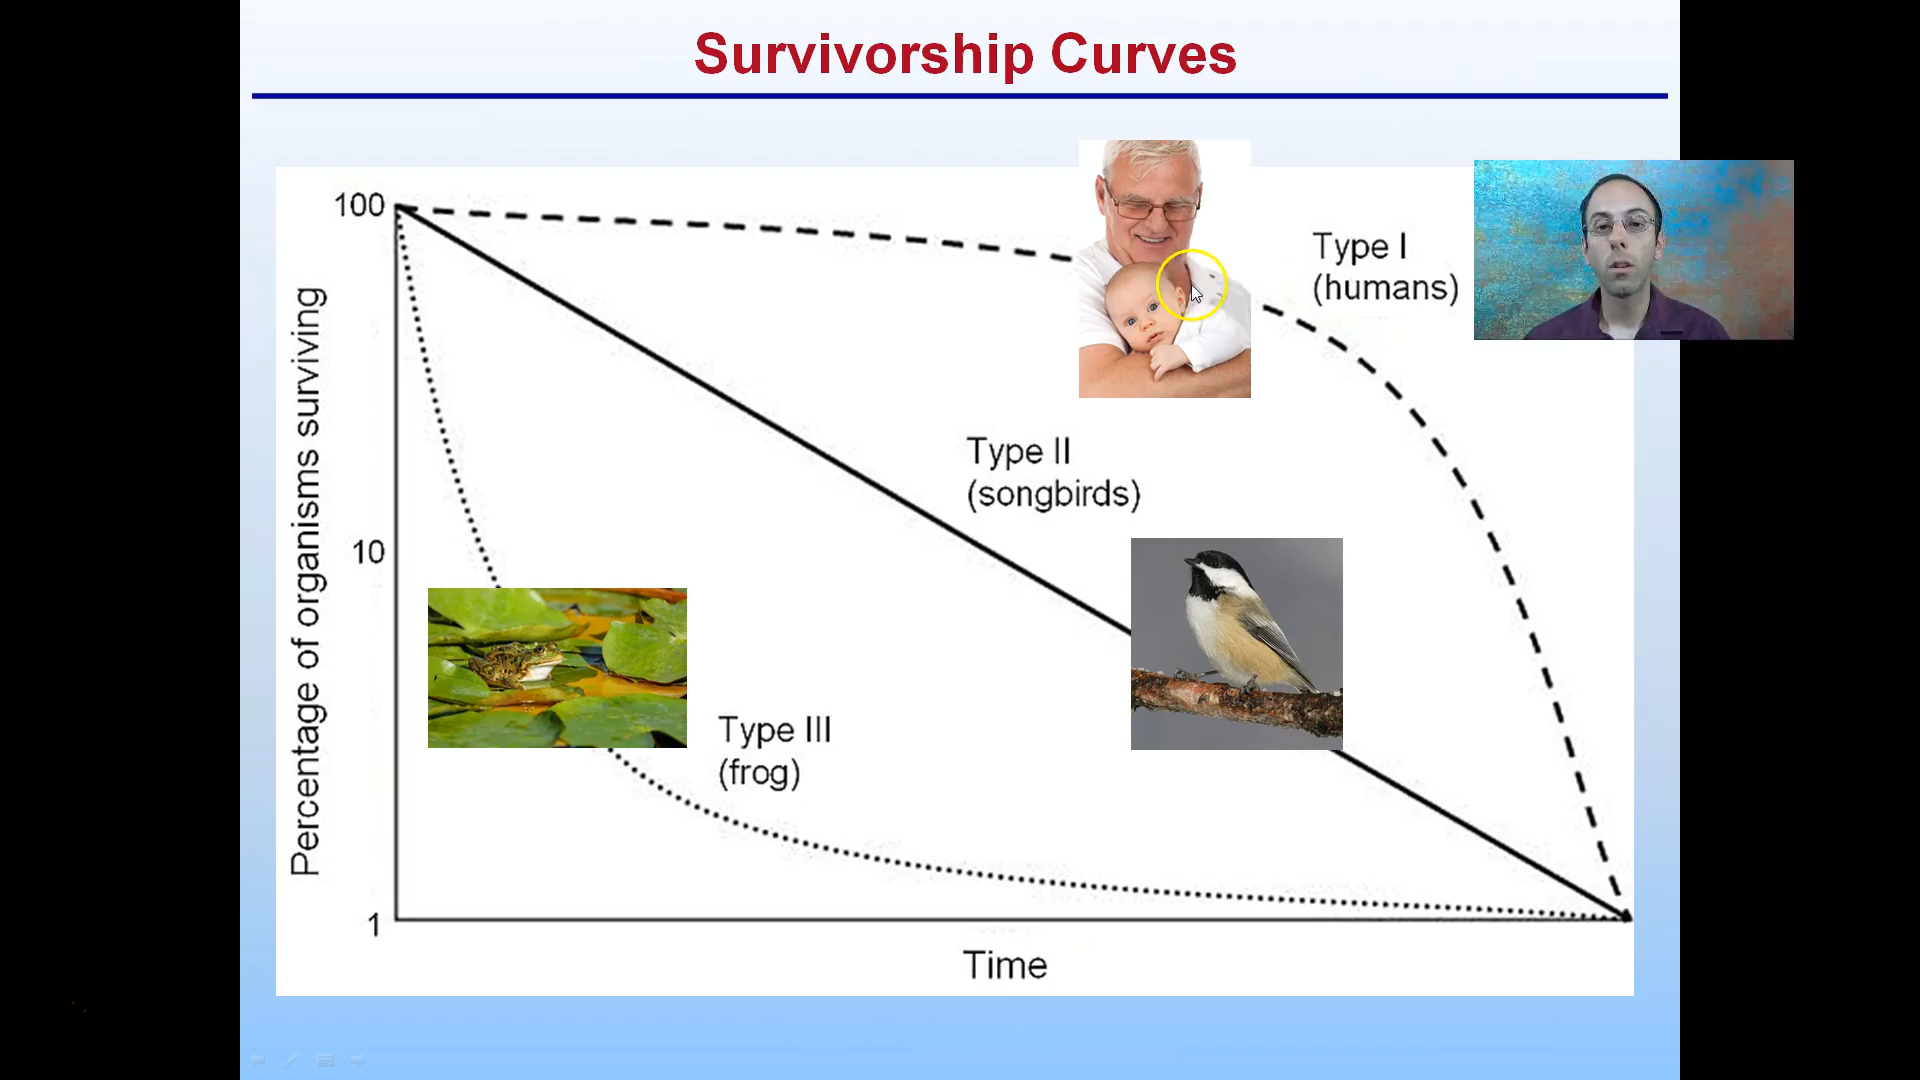 Survivorship Curves
100
10
1
Percentage of organisms surviving
Type I
(humans)
Type II
(songbirds)
Type III
(frog)
Time